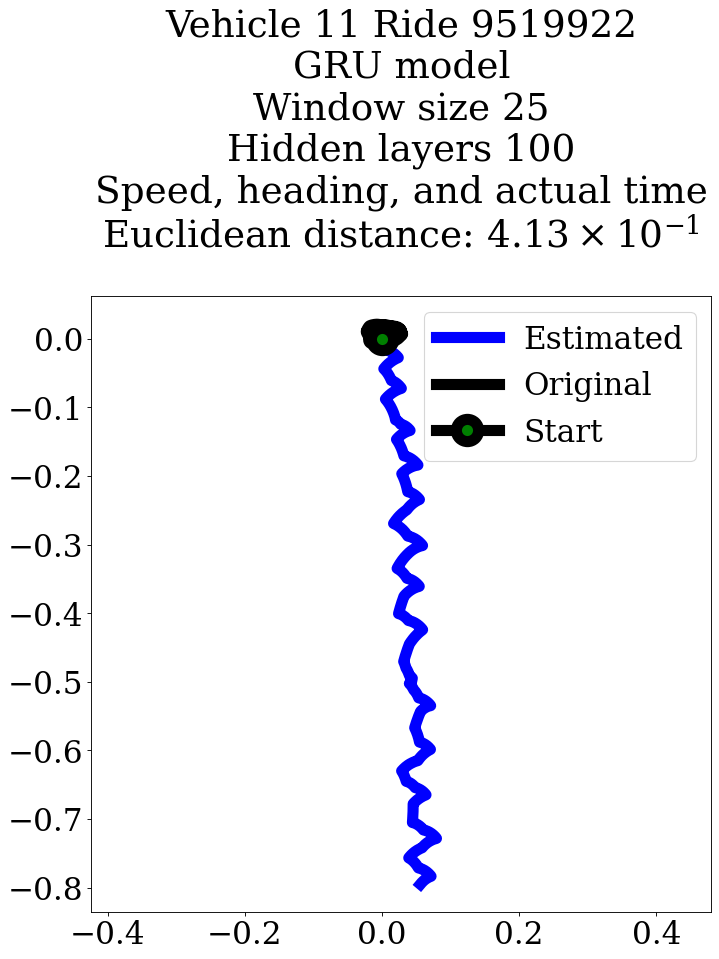 Vehicle 11 Ride 9519922
GRU model
Window size 25
Hidden layers 100
Speed, heading, and actual time
Euclidean distance: 4.13 × 10⁻¹
Estimated
Original
Start
0.0
−0.1
−0.2
−0.3
−0.4
−0.5
−0.6
−0.7
−0.8
−0.4 −0.2 0.0 0.2 0.4